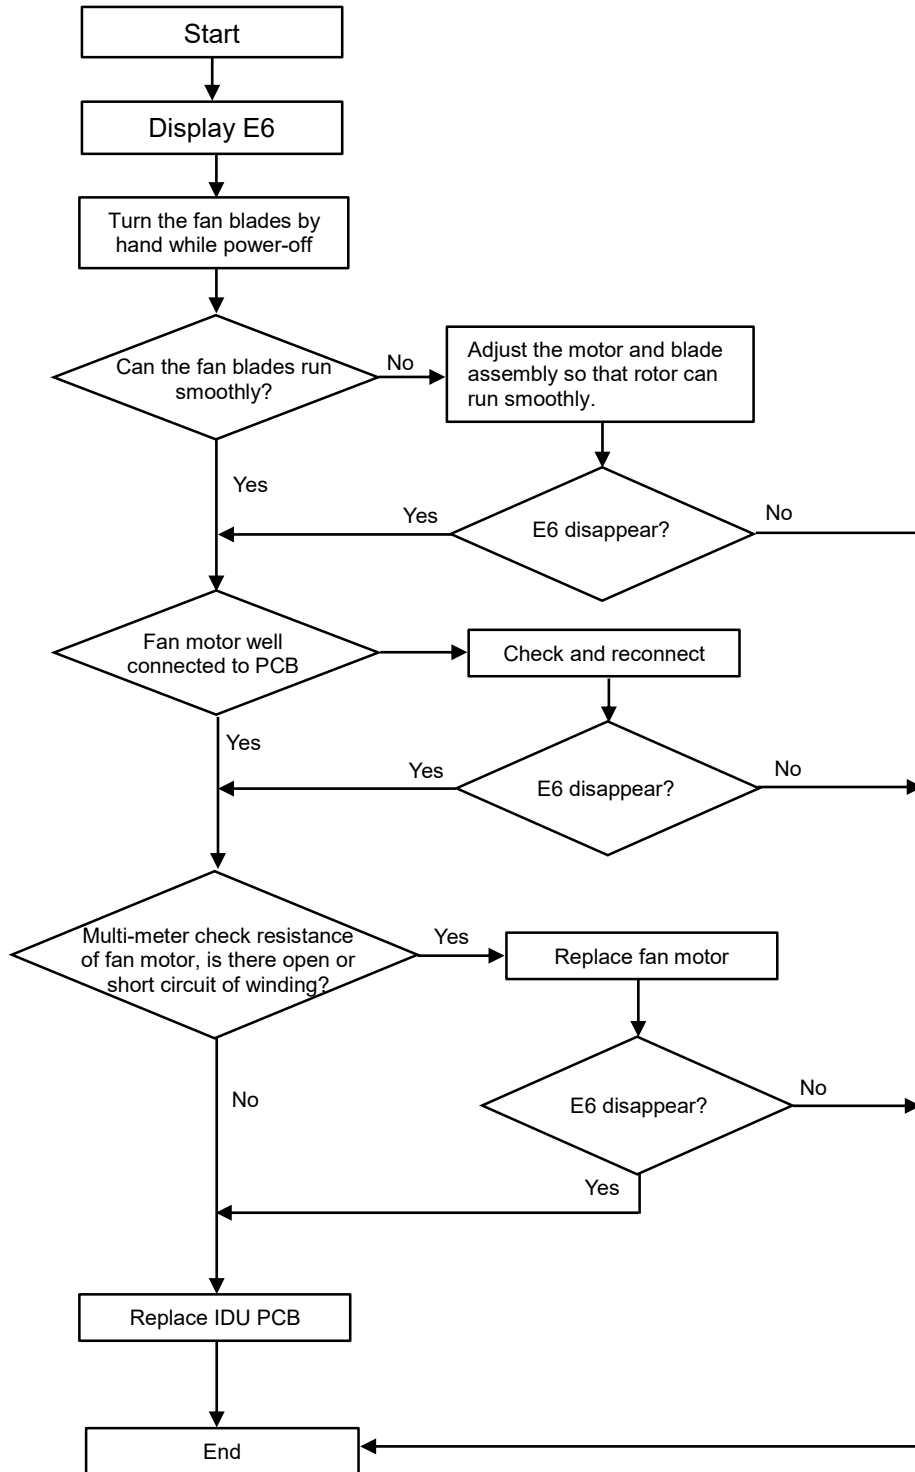 Start
Display E6
Turn the fan blades by
hand while power-off
Can the fan blades run
smoothly?
No
Adjust the motor and blade
assembly so that rotor can
run smoothly.
Yes
Yes
E6 disappear?
No
Fan motor well
connected to PCB
Check and reconnect
Yes
Yes
E6 disappear?
No
Multi-meter check resistance
of fan motor, is there open or
short circuit of winding?
Yes
Replace fan motor
No
E6 disappear?
No
Yes
Replace IDU PCB
End